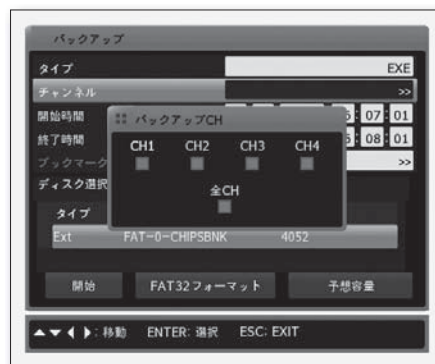 バックアップ
タイプ EXE
チャンネル >>
開始時間 : 07 : 01
終了時間 : 08 : 01
ブックマーク >>
ディスク選択
バックアップCH
CH1 CH2 CH3 CH4
全CH
タイプ
Ext FAT-0-CHIPSBNK 4052
開始 FAT32フォーマット 予想容量
▲▼◀▶: 移動 ENTER: 選択 ESC: EXIT